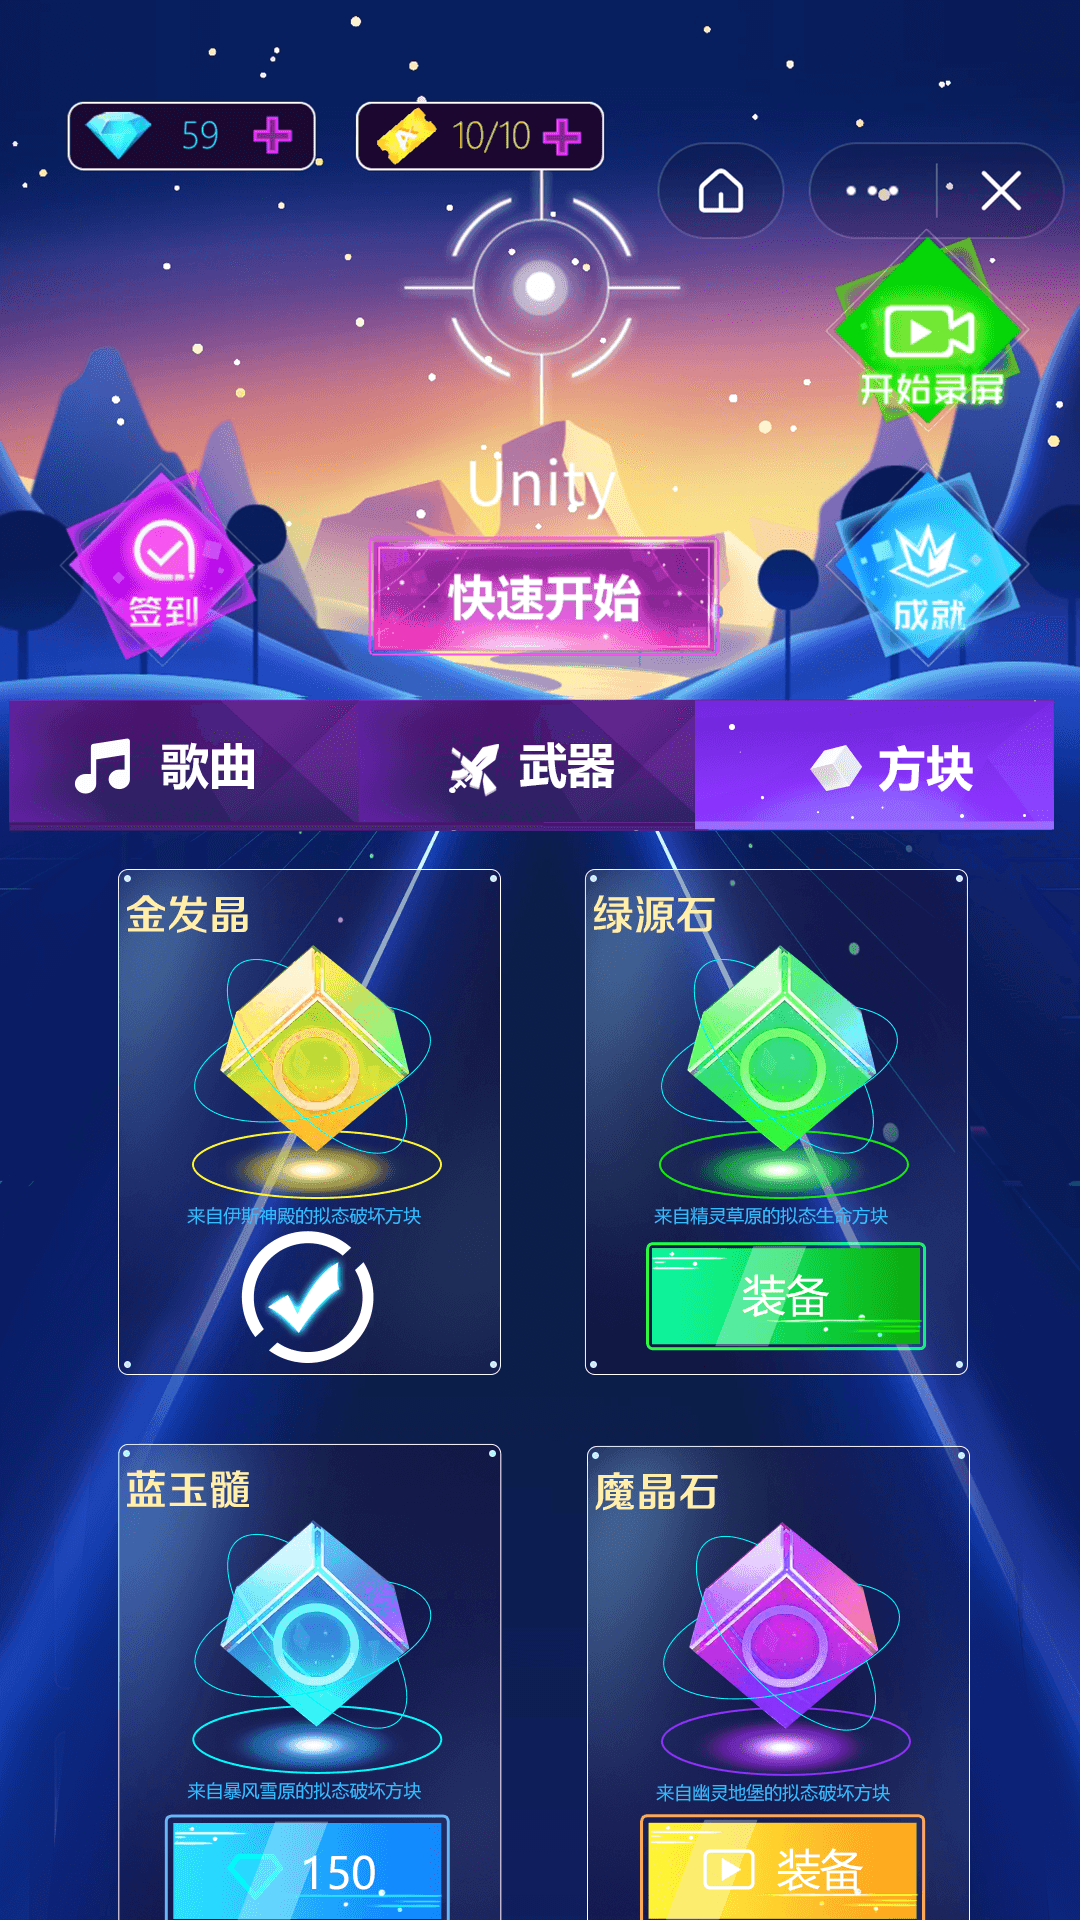 59
10/10
开始录屏
Unity
签到
快速开始
成就
歌曲
武器
方块
金发晶
绿源石
来自伊斯神殿的拟态破坏方块
来自精灵草原的拟态生命方块
装备
蓝玉髓
魔晶石
来自暴风雪原的拟态破坏方块
来自幽灵地堡的拟态破坏方块
150
装备